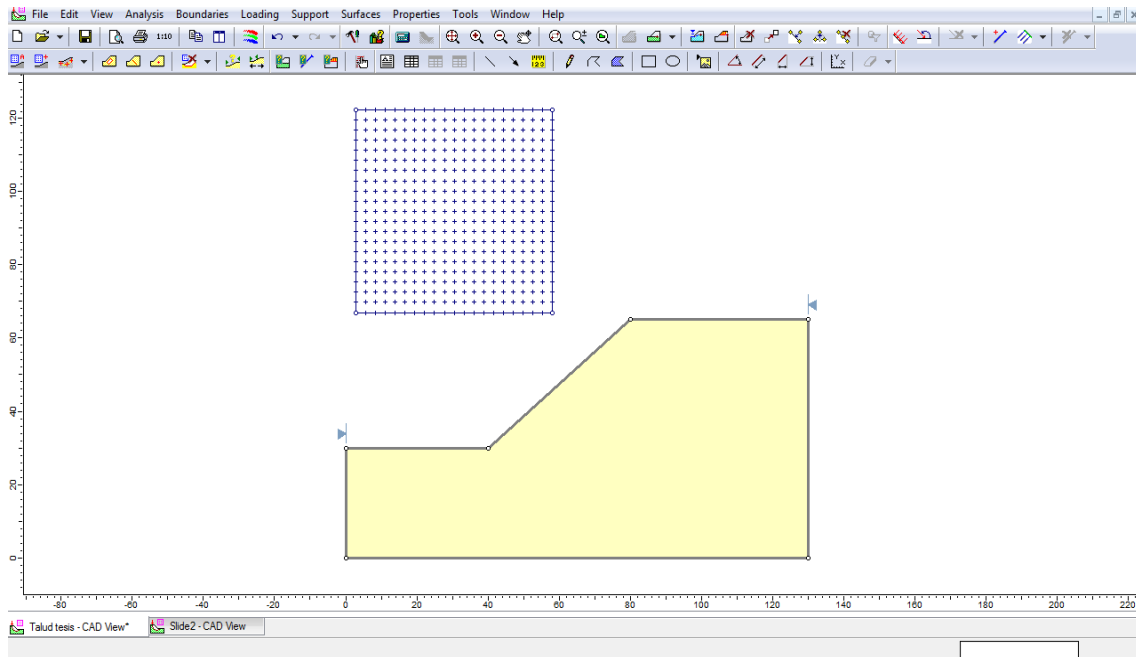 File Edit View Analysis Boundaries Loading Support Surfaces Properties Tools Window Help
1:10
120
100
80
60
40
20
0
-80 -60 -40 -20 0 20 40 60 80 100 120 140 160 180 200 220
Talud tesis - CAD View* Slide2 - CAD View